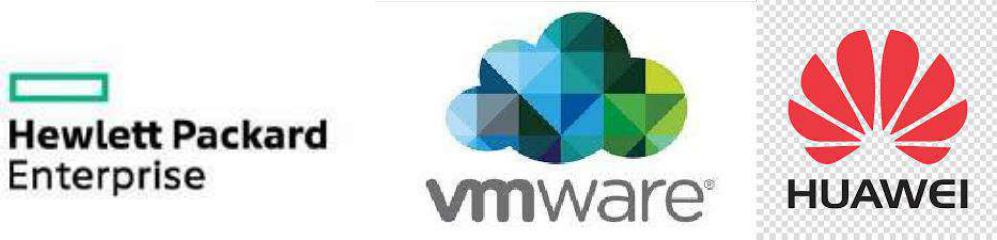 Hewlett Packard
Enterprise
vmware®
HUAWEI